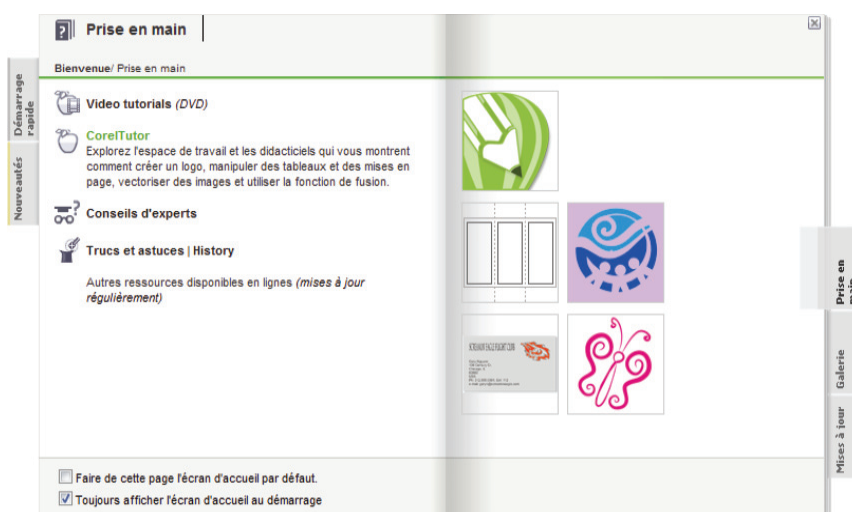 Prise en main
Bienvenue/ Prise en main
Démarrage
rapide
Nouveautés
Video tutorials (DVD)
CorelTutor
Explorez l'espace de travail et les didacticiels qui vous montrent
comment créer un logo, manipuler des tableaux et des mises en
page, vectoriser des images et utiliser la fonction de fusion.
Conseils d'experts
Trucs et astuces | History
Autres ressources disponibles en lignes (mises à jour
régulièrement)
Prise en
main
Galerie
Mises à jour
Faire de cette page l'écran d'accueil par défaut.
Toujours afficher l'écran d'accueil au démarrage